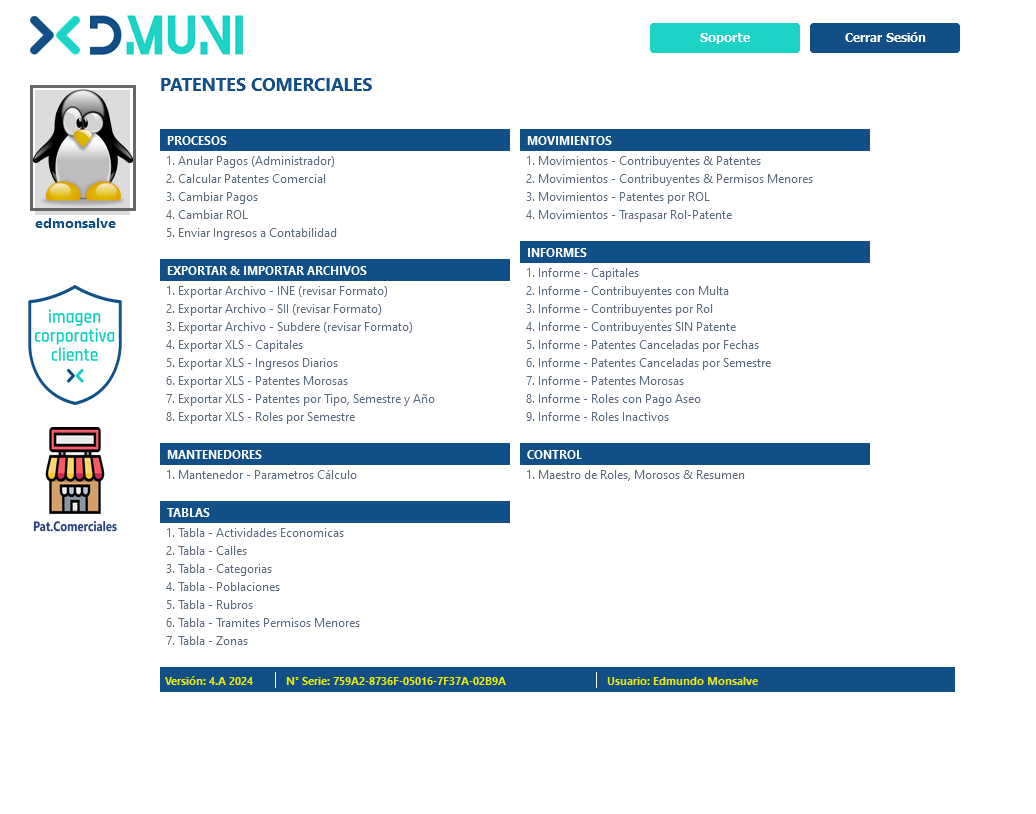 DMUNI
Soporte
Cerrar Sesión
PATENTES COMERCIALES
edmonsalve
imagen
corporativa
cliente
Pat.Comerciales
PROCESOS
1. Anular Pagos (Administrador)
2. Calcular Patentes Comercial
3. Cambiar Pagos
4. Cambiar ROL
5. Enviar Ingresos a Contabilidad
EXPORTAR & IMPORTAR ARCHIVOS
1. Exportar Archivo - INE (revisar Formato)
2. Exportar Archivo - SII (revisar Formato)
3. Exportar Archivo - Subdere (revisar Formato)
4. Exportar XLS - Capitales
5. Exportar XLS - Ingresos Diarios
6. Exportar XLS - Patentes Morosas
7. Exportar XLS - Patentes por Tipo, Semestre y Año
8. Exportar XLS - Roles por Semestre
MANTENEDORES
1. Mantenedor - Parametros Cálculo
TABLAS
1. Tabla - Actividades Economicas
2. Tabla - Calles
3. Tabla - Categorias
4. Tabla - Poblaciones
5. Tabla - Rubros
6. Tabla - Tramites Permisos Menores
7. Tabla - Zonas
MOVIMIENTOS
1. Movimientos - Contribuyentes & Patentes
2. Movimientos - Contribuyentes & Permisos Menores
3. Movimientos - Patentes por ROL
4. Movimientos - Traspasar Rol-Patente
INFORMES
1. Informe - Capitales
2. Informe - Contribuyentes con Multa
3. Informe - Contribuyentes por Rol
4. Informe - Contribuyentes SIN Patente
5. Informe - Patentes Canceladas por Fechas
6. Informe - Patentes Canceladas por Semestre
7. Informe - Patentes Morosas
8. Informe - Roles con Pago Aseo
9. Informe - Roles Inactivos
CONTROL
1. Maestro de Roles, Morosos & Resumen
Versión: 4.A 2024
N° Serie: 759A2-8736F-05016-7F37A-02B9A
Usuario: Edmundo Monsalve